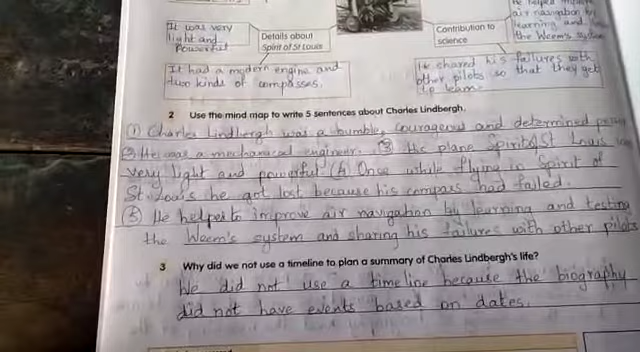 He helped
It was very
light and
Powerful
Details about
Spirit of St Louis
Contribution to
science
air navigation by
learning and
the Weem's system
It had a modern engine and
two kinds of compasses.
He shared his failures with
other pilots so that they get
to learn.
2 Use the mind map to write 5 sentences about Charles Lindbergh.
① Charles Lindbergh was a humble, courageous and determined
② He was a mechanical engineer. ③ His plane Spirit of St Louis was
very light and powerful ④ Once while flying in Spirit of
St. Louis he got lost because his compass had failed.
⑤ He helped to improve air navigation by learning and testing
the Weem's system and sharing his failures with other pilots
3 Why did we not use a timeline to plan a summary of Charles Lindbergh's life?
We did not use a timeline because the biography
did not have events based on dates.